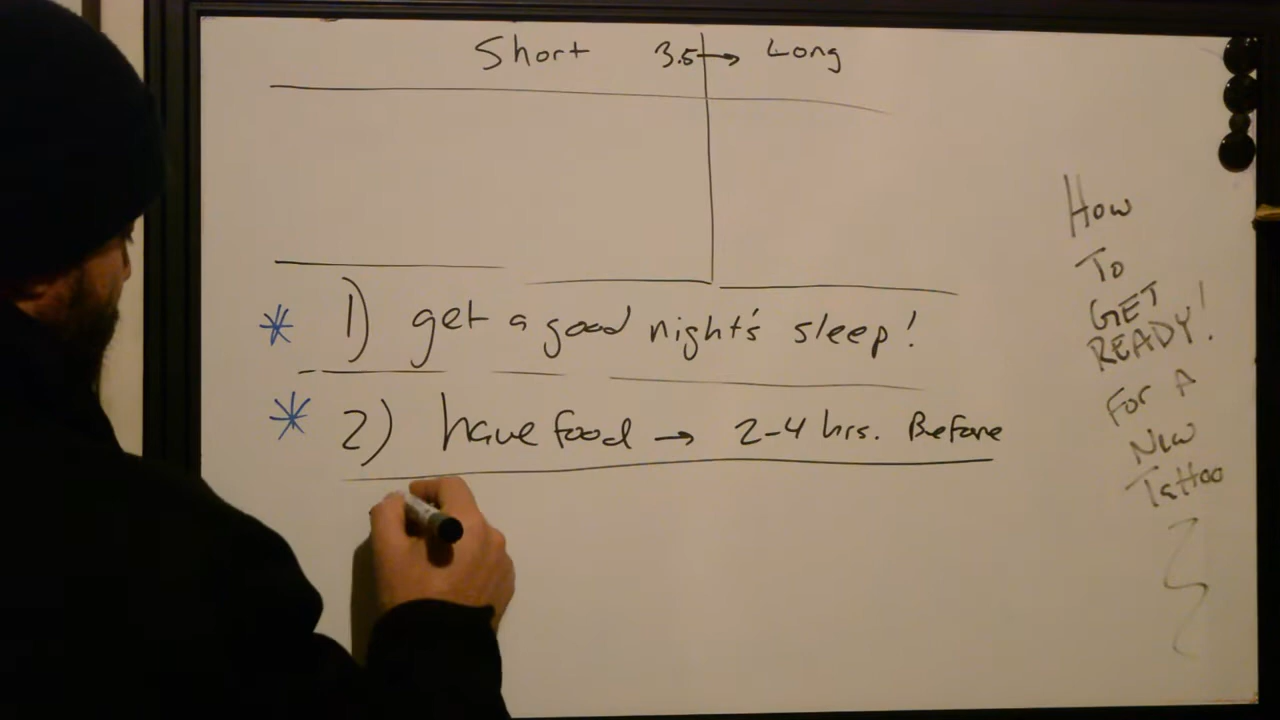 Short 3.5 → Long
* 1) get a good night's sleep!
* 2) have food → 2-4 hrs. Before
How
To
GET
READY!
For A
New
Tattoo